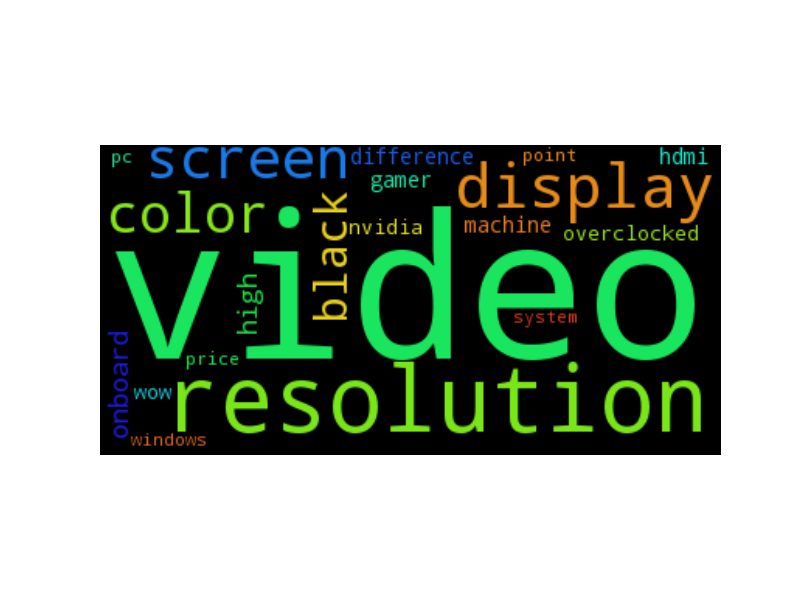 pc
screen
difference
point
hdmi
gamer
display
color
black
nvidia
machine
overclocked
video
high
system
price
onboard
wow
resolution
windows